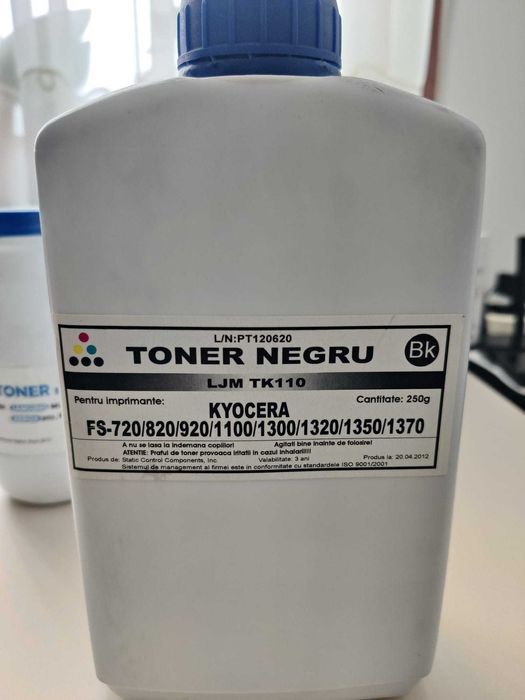 L/N:PT120620
TONER NEGRU
Bk
LJM TK110
Pentru imprimante:
Cantitate: 250g
KYOCERA
FS-720/820/920/1100/1300/1320/1350/1370
A nu se lasa la indemana copiilor!
Agitati bine inainte de folosire!
ATENTIE: Praful de toner provoaca iritatii in cazul inhalarii!!!!
Produs de: Static Control Components, Inc.
Valabilitate: 3 ani
Produs la: 20.04.2012
Sistemul de management al firmei este in conformitate cu standardele ISO 9001/2001
TONER